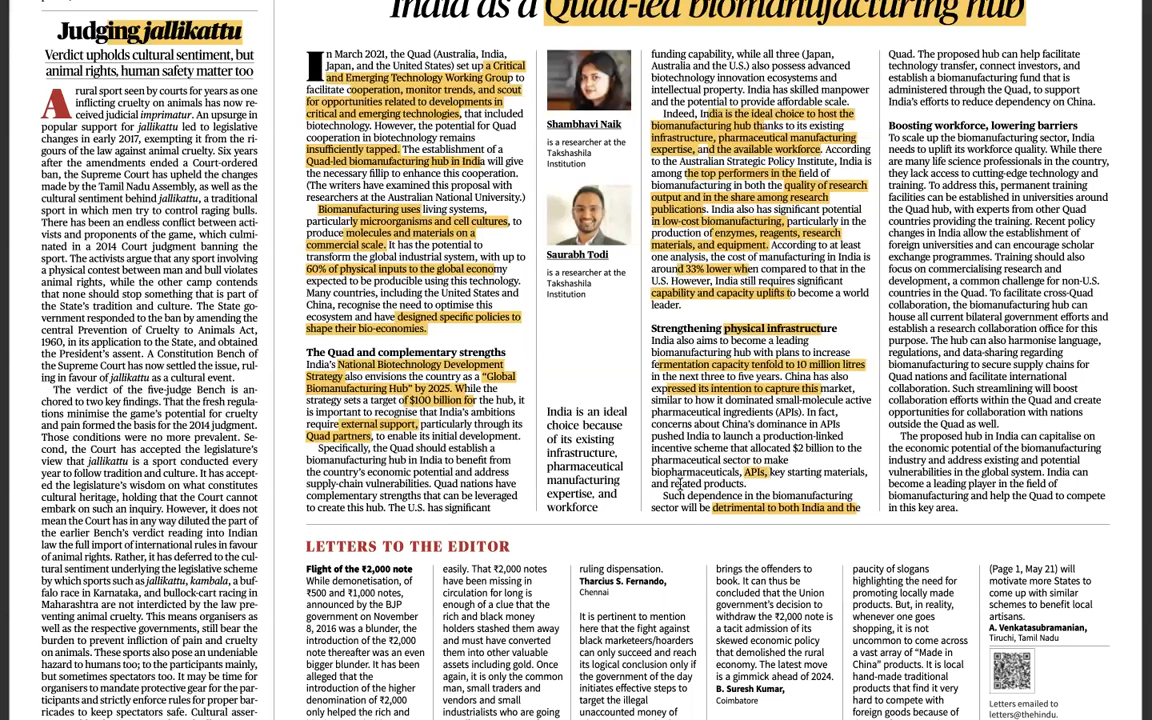 India as a Quad-led biomanufacturing hub
Judging jallikattu
Verdict upholds cultural sentiment, but
animal rights, human safety matter too
A rural sport seen by courts for years as one
inflicting cruelty on animals has now re-
ceived judicial imprimatur. An upsurge in
popular support for jallikattu led to legislative
changes in early 2017, exempting it from the ri-
gours of the law against animal cruelty. Six years
after the amendments ended a Court-ordered
ban, the Supreme Court has upheld the changes
made by the Tamil Nadu Assembly, as well as the
cultural sentiment behind jallikattu, a traditional
sport in which men try to control raging bulls.
There has been an endless conflict between acti-
vists and proponents of the game, which culmi-
nated in a 2014 Court judgment banning the
sport. The activists argue that any sport involving
a physical contest between man and bull violates
animal rights, while the other camp contends
that none should stop something that is part of
the State's tradition and culture. The State go-
vernment responded to the ban by amending the
central Prevention of Cruelty to Animals Act,
1960, in its application to the State, and obtained
the President's assent. A Constitution Bench of
the Supreme Court has now settled the issue, rul-
ing in favour of jallikattu as a cultural event.
The verdict of the five-judge Bench is an-
chored to two key findings. That the fresh regula-
tions minimise the game's potential for cruelty
and pain formed the basis for the 2014 judgment.
Those conditions were no more prevalent. Se-
cond, the Court has accepted the legislature's
view that jallikattu is a sport conducted every
year to follow tradition and culture. It has accept-
ed the legislature's wisdom on what constitutes
cultural heritage, holding that the Court cannot
embark on such an inquiry. However, it does not
mean the Court has in any way diluted the part of
the earlier Bench's verdict reading into Indian
law the full import of international rules in favour
of animal rights. Rather, it has deferred to the cul-
tural sentiment underlying the legislative scheme
by which sports such as jallikattu, kambala, a buf-
falo race in Karnataka, and bullock-cart racing in
Maharashtra are not interdicted by the law pre-
venting animal cruelty. This means organisers as
well as the respective governments, still bear the
burden to prevent infliction of pain and cruelty
on animals. These sports also pose an undeniable
hazard to humans too; to the participants mainly,
but sometimes spectators too. It may be time for
organisers to mandate protective gear for the par-
ticipants and strictly enforce rules for proper bar-
ricades to keep spectators safe. Cultural asser-
In March 2021, the Quad (Australia, India,
Japan, and the United States) set up a Critical
and Emerging Technology Working Group to
facilitate cooperation, monitor trends, and scout
for opportunities related to developments in
critical and emerging technologies, that included
biotechnology. However, the potential for Quad
cooperation in biotechnology remains
insufficiently tapped. The establishment of a
Quad-led biomanufacturing hub in India will give
the necessary fillip to enhance this cooperation.
(The writers have examined this proposal with
researchers at the Australian National University.)
Biomanufacturing uses living systems,
particularly microorganisms and cell cultures, to
produce molecules and materials on a
commercial scale. It has the potential to
transform the global industrial system, with up to
60% of physical inputs to the global economy
expected to be producible using this technology.
Many countries, including the United States and
China, recognise the need to optimise this
ecosystem and have designed specific policies to
shape their bio-economies.
The Quad and complementary strengths
India's National Biotechnology Development
Strategy also envisions the country as a "Global
Biomanufacturing Hub" by 2025. While the
strategy sets a target of $100 billion for the hub, it
is important to recognise that India's ambitions
require external support, particularly through its
Quad partners, to enable its initial development.
Specifically, the Quad should establish a
biomanufacturing hub in India to benefit from
the country's economic potential and address
supply-chain vulnerabilities. Quad nations have
complementary strengths that can be leveraged
to create this hub. The U.S. has significant
Shambhavi Naik
is a researcher at the
Takshashila
Institution
Saurabh Todi
is a researcher at the
Takshashila
Institution
India is an ideal
choice because
of its existing
infrastructure,
pharmaceutical
manufacturing
expertise, and
workforce
funding capability, while all three (Japan,
Australia and the U.S.) also possess advanced
biotechnology innovation ecosystems and
intellectual property. India has skilled manpower
and the potential to provide affordable scale.
Indeed, India is the ideal choice to host the
biomanufacturing hub thanks to its existing
infrastructure, pharmaceutical manufacturing
expertise, and the available workforce. According
to the Australian Strategic Policy Institute, India is
among the top performers in the field of
biomanufacturing in both the quality of research
output and in the share among research
publications. India also has significant potential
in low-cost biomanufacturing, particularly in the
production of enzymes, reagents, research
materials, and equipment. According to at least
one analysis, the cost of manufacturing in India is
around 33% lower when compared to that in the
U.S. However, India still requires significant
capability and capacity uplifts to become a world
leader.
Strengthening physical infrastructure
India also aims to become a leading
biomanufacturing hub with plans to increase
fermentation capacity tenfold to 10 million litres
in the next three to five years. China has also
expressed its intention to capture this market,
similar to how it dominated small-molecule active
pharmaceutical ingredients (APIs). In fact,
concerns about China's dominance in APIs
pushed India to launch a production-linked
incentive scheme that allocated $2 billion to the
pharmaceutical sector to make
biopharmaceuticals, APIs, key starting materials,
and related products.
Such dependence in the biomanufacturing
sector will be detrimental to both India and the
Quad. The proposed hub can help facilitate
technology transfer, connect investors, and
establish a biomanufacturing fund that is
administered through the Quad, to support
India's efforts to reduce dependency on China.
Boosting workforce, lowering barriers
To scale up the biomanufacturing sector, India
needs to uplift its workforce quality. While there
are many life science professionals in the country,
they lack access to cutting-edge technology and
training. To address this, permanent training
facilities can be established in universities around
the Quad hub, with experts from other Quad
countries providing the training. Recent policy
changes in India allow the establishment of
foreign universities and can encourage scholar
exchange programmes. Training should also
focus on commercialising research and
development, a common challenge for non-U.S.
countries in the Quad. To facilitate cross-Quad
collaboration, the biomanufacturing hub can
house all current bilateral government efforts and
establish a research collaboration office for this
purpose. The hub can also harmonise language,
regulations, and data-sharing regarding
biomanufacturing to secure supply chains for
Quad nations and facilitate international
collaboration. Such streamlining will boost
collaboration efforts within the Quad and create
opportunities for collaboration with nations
outside the Quad as well.
The proposed hub in India can capitalise on
the economic potential of the biomanufacturing
industry and address existing and potential
vulnerabilities in the global system. India can
become a leading player in the field of
biomanufacturing and help the Quad to compete
in this key area.
LETTERS TO THE EDITOR
Flight of the ₹2,000 note
While demonetisation, of
₹500 and ₹1,000 notes,
announced by the BJP
government on November
8, 2016 was a blunder, the
introduction of the ₹2,000
note thereafter was an even
bigger blunder. It has been
alleged that the
introduction of the higher
denomination of ₹2,000
only helped the rich and
easily. That ₹2,000 notes
have been missing in
circulation for long is
enough of a clue that the
rich and black money
holders stashed them away
and must have converted
them into other valuable
assets including gold. Once
again, it is only the common
man, small traders and
vendors and small
industrialists who are going
ruling dispensation.
Tharcius S. Fernando,
Chennai
It is pertinent to mention
here that the fight against
black marketeers/hoarders
can only succeed and reach
its logical conclusion only if
the government of the day
initiates effective steps to
target the illegal
unaccounted money of
brings the offenders to
book. It can thus be
concluded that the Union
government's decision to
withdraw the ₹2,000 note is
a tacit admission of its
skewed economic policy
that demolished the rural
economy. The latest move
is a gimmick ahead of 2024.
B. Suresh Kumar,
Coimbatore
paucity of slogans
highlighting the need for
promoting locally made
products. But, in reality,
whenever one goes
shopping, it is not
uncommon to come across
a vast array of "Made in
China" products. It is local
hand-made traditional
products that find it very
hard to compete with
foreign goods because of
(Page 1, May 21) will
motivate more States to
come up with similar
schemes to benefit local
artisans.
A. Venkatasubramanian,
Tiruchi, Tamil Nadu
Letters emailed to
letters@thehindu.